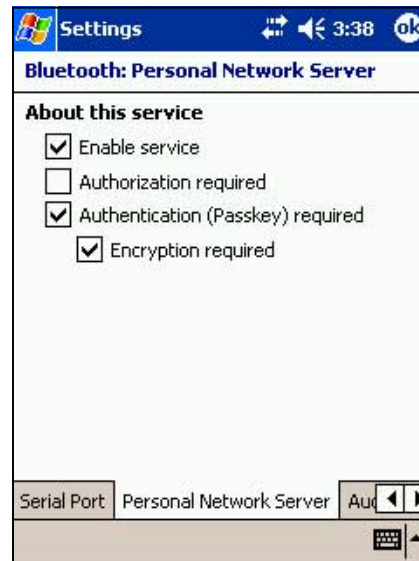 Settings 3:38 ok
Bluetooth: Personal Network Server
About this service
Enable service
Authorization required
Authentication (Passkey) required
Encryption required
Serial Port Personal Network Server